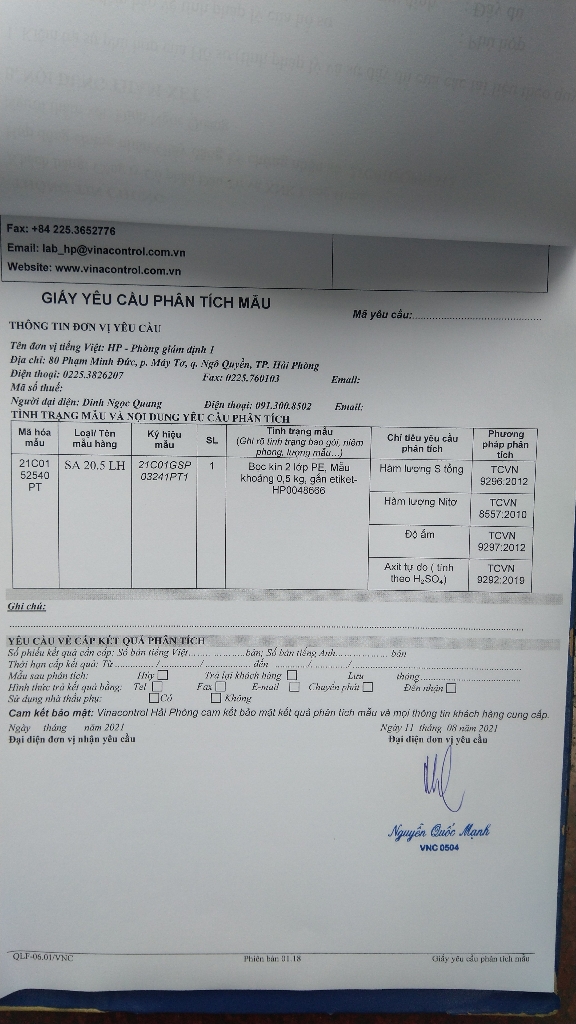 Fax: +84 225.3652776
Email: lab_hp@vinacontrol.com.vn
Website: www.vinacontrol.com.vn
GIẤY YÊU CẦU PHÂN TÍCH MẪU
Mã yêu cầu:
THÔNG TIN ĐƠN VỊ YÊU CẦU
Tên đơn vị tiếng Việt: HP - Phòng giám định 1
Địa chỉ: 80 Phạm Minh Đức, p. Máy Tơ, q. Ngô Quyền, TP. Hải Phòng
Điện thoại: 0225.3826207 Fax: 0225.760103 Email:
Mã số thuế:
Người đại diện: Đinh Ngọc Quang Điện thoại: 091.300.8502 Email:
TÌNH TRẠNG MẪU VÀ NỘI DUNG YÊU CẦU PHÂN TÍCH
Mã hóa mẫu Loại/ Tên mẫu hàng Ký hiệu mẫu SL Tình trạng mẫu (Ghi rõ tình trạng bao gói, niêm phong, lượng mẫu...) Chỉ tiêu yêu cầu phân tích Phương pháp phân tích
21C01 52540 PT SA 20.5 LH 21C01GSP 03241PT1 1 Bọc kín 2 lớp PE, Mẫu khoảng 0,5 kg, gắn etiket- HP0048666 Hàm lượng S tổng TCVN 9296:2012
Hàm lượng Nitơ TCVN 8557:2010
Độ ẩm TCVN 9297:2012
Axit tự do ( tính theo H₂SO₄) TCVN 9292:2019
Ghi chú:
YÊU CẦU VỀ CẤP KẾT QUẢ PHÂN TÍCH
Số phiếu kết quả cần cấp: Số bản tiếng Việt bản; Số bản tiếng Anh bản
Thời hạn cấp kết quả: Từ / / đến / /
Mẫu sau phân tích: Hủy Trả lại khách hàng Lưu tháng
Hình thức trả kết quả bằng: Tel Fax E-mail Chuyển phát Đến nhận
Sử dụng nhà thầu phụ: Có Không
Cam kết bảo mật: Vinacontrol Hải Phòng cam kết bảo mật kết quả phân tích mẫu và mọi thông tin khách hàng cung cấp.
Ngày tháng năm 2021 Ngày 11 tháng 08 năm 2021
Đại diện đơn vị nhận yêu cầu Đại diện đơn vị yêu cầu
Nguyễn Quốc Mạnh
VNC 0504
QLF-06.01/VNC Phiên bản 01.18 Giấy yêu cầu phân tích mẫu